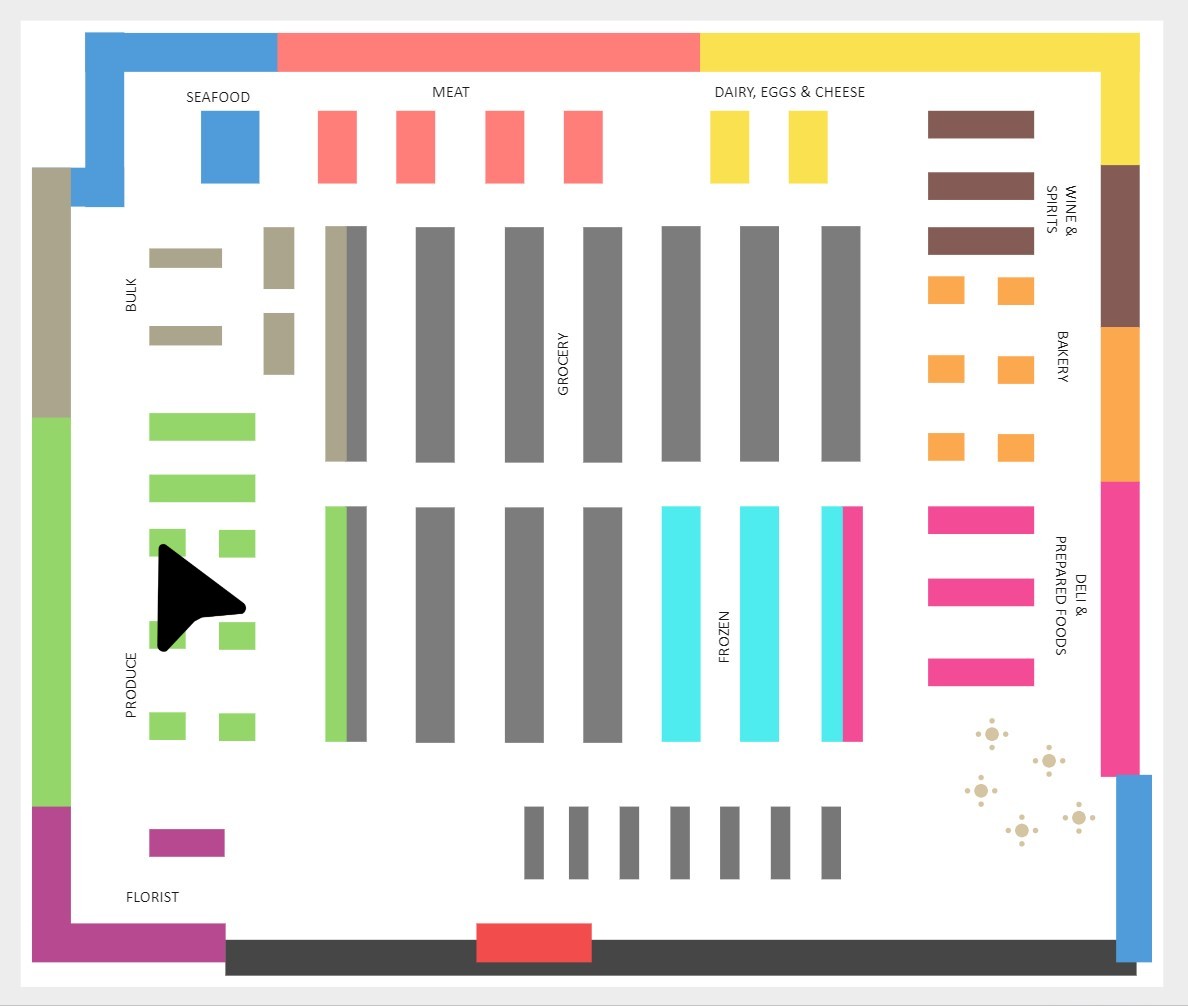 SEAFOOD
MEAT
DAIRY, EGGS & CHEESE
WINE &
SPIRITS
BULK
GROCERY
BAKERY
DELI &
PREPARED FOODS
FROZEN
PRODUCE
FLORIST